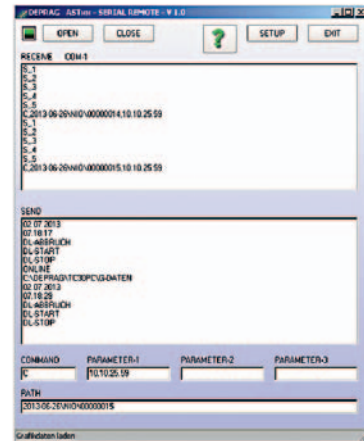 DEPRAG ASTxx - SERIAL REMOTE - V 1.0
OPEN CLOSE ? SETUP EXIT
RECEIVE COM-1
S_1
S_2
S_3
S_4
S_5
C,2013-06-26\NIO\00000014,10.10.25.59
S_1
S_2
S_3
S_4
S_5
C,2013-06-26\NIO\00000015,10.10.25.59
SEND
02.07.2013
07:18:17
DL-ABBRUCH
DL-START
DL-STOP
ONLINE
C:\DEPRAG\TC30PC\G-DATEN
02.07.2013
07:18:29
DL-ABBRUCH
DL-START
DL-STOP
COMMAND PARAMETER-1 PARAMETER-2 PARAMETER-3
C 10.10.25.59
PATH
2013-06-26\NIO\00000015
Grafikdaten laden